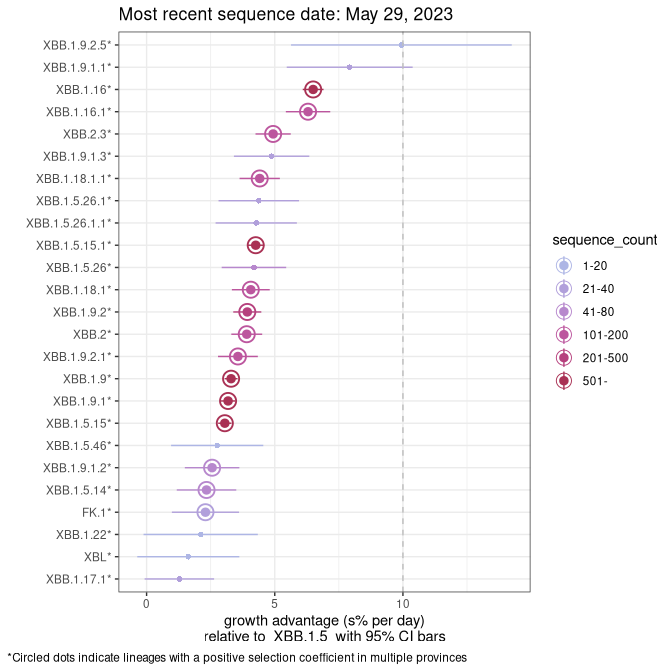 Most recent sequence date: May 29, 2023
XBB.1.9.2.5*
XBB.1.9.1.1*
XBB.1.16*
XBB.1.16.1*
XBB.2.3*
XBB.1.9.1.3*
XBB.1.18.1.1*
XBB.1.5.26.1*
XBB.1.5.26.1.1*
XBB.1.5.15.1*
XBB.1.5.26*
XBB.1.18.1*
XBB.1.9.2*
XBB.2*
XBB.1.9.2.1*
XBB.1.9*
XBB.1.9.1*
XBB.1.5.15*
XBB.1.5.46*
XBB.1.9.1.2*
XBB.1.5.14*
FK.1*
XBB.1.22*
XBL*
XBB.1.17.1*
0 5 10
growth advantage (s% per day)
relative to XBB.1.5 with 95% CI bars
sequence_count
1-20
21-40
41-80
101-200
201-500
501-
*Circled dots indicate lineages with a positive selection coefficient in multiple provinces